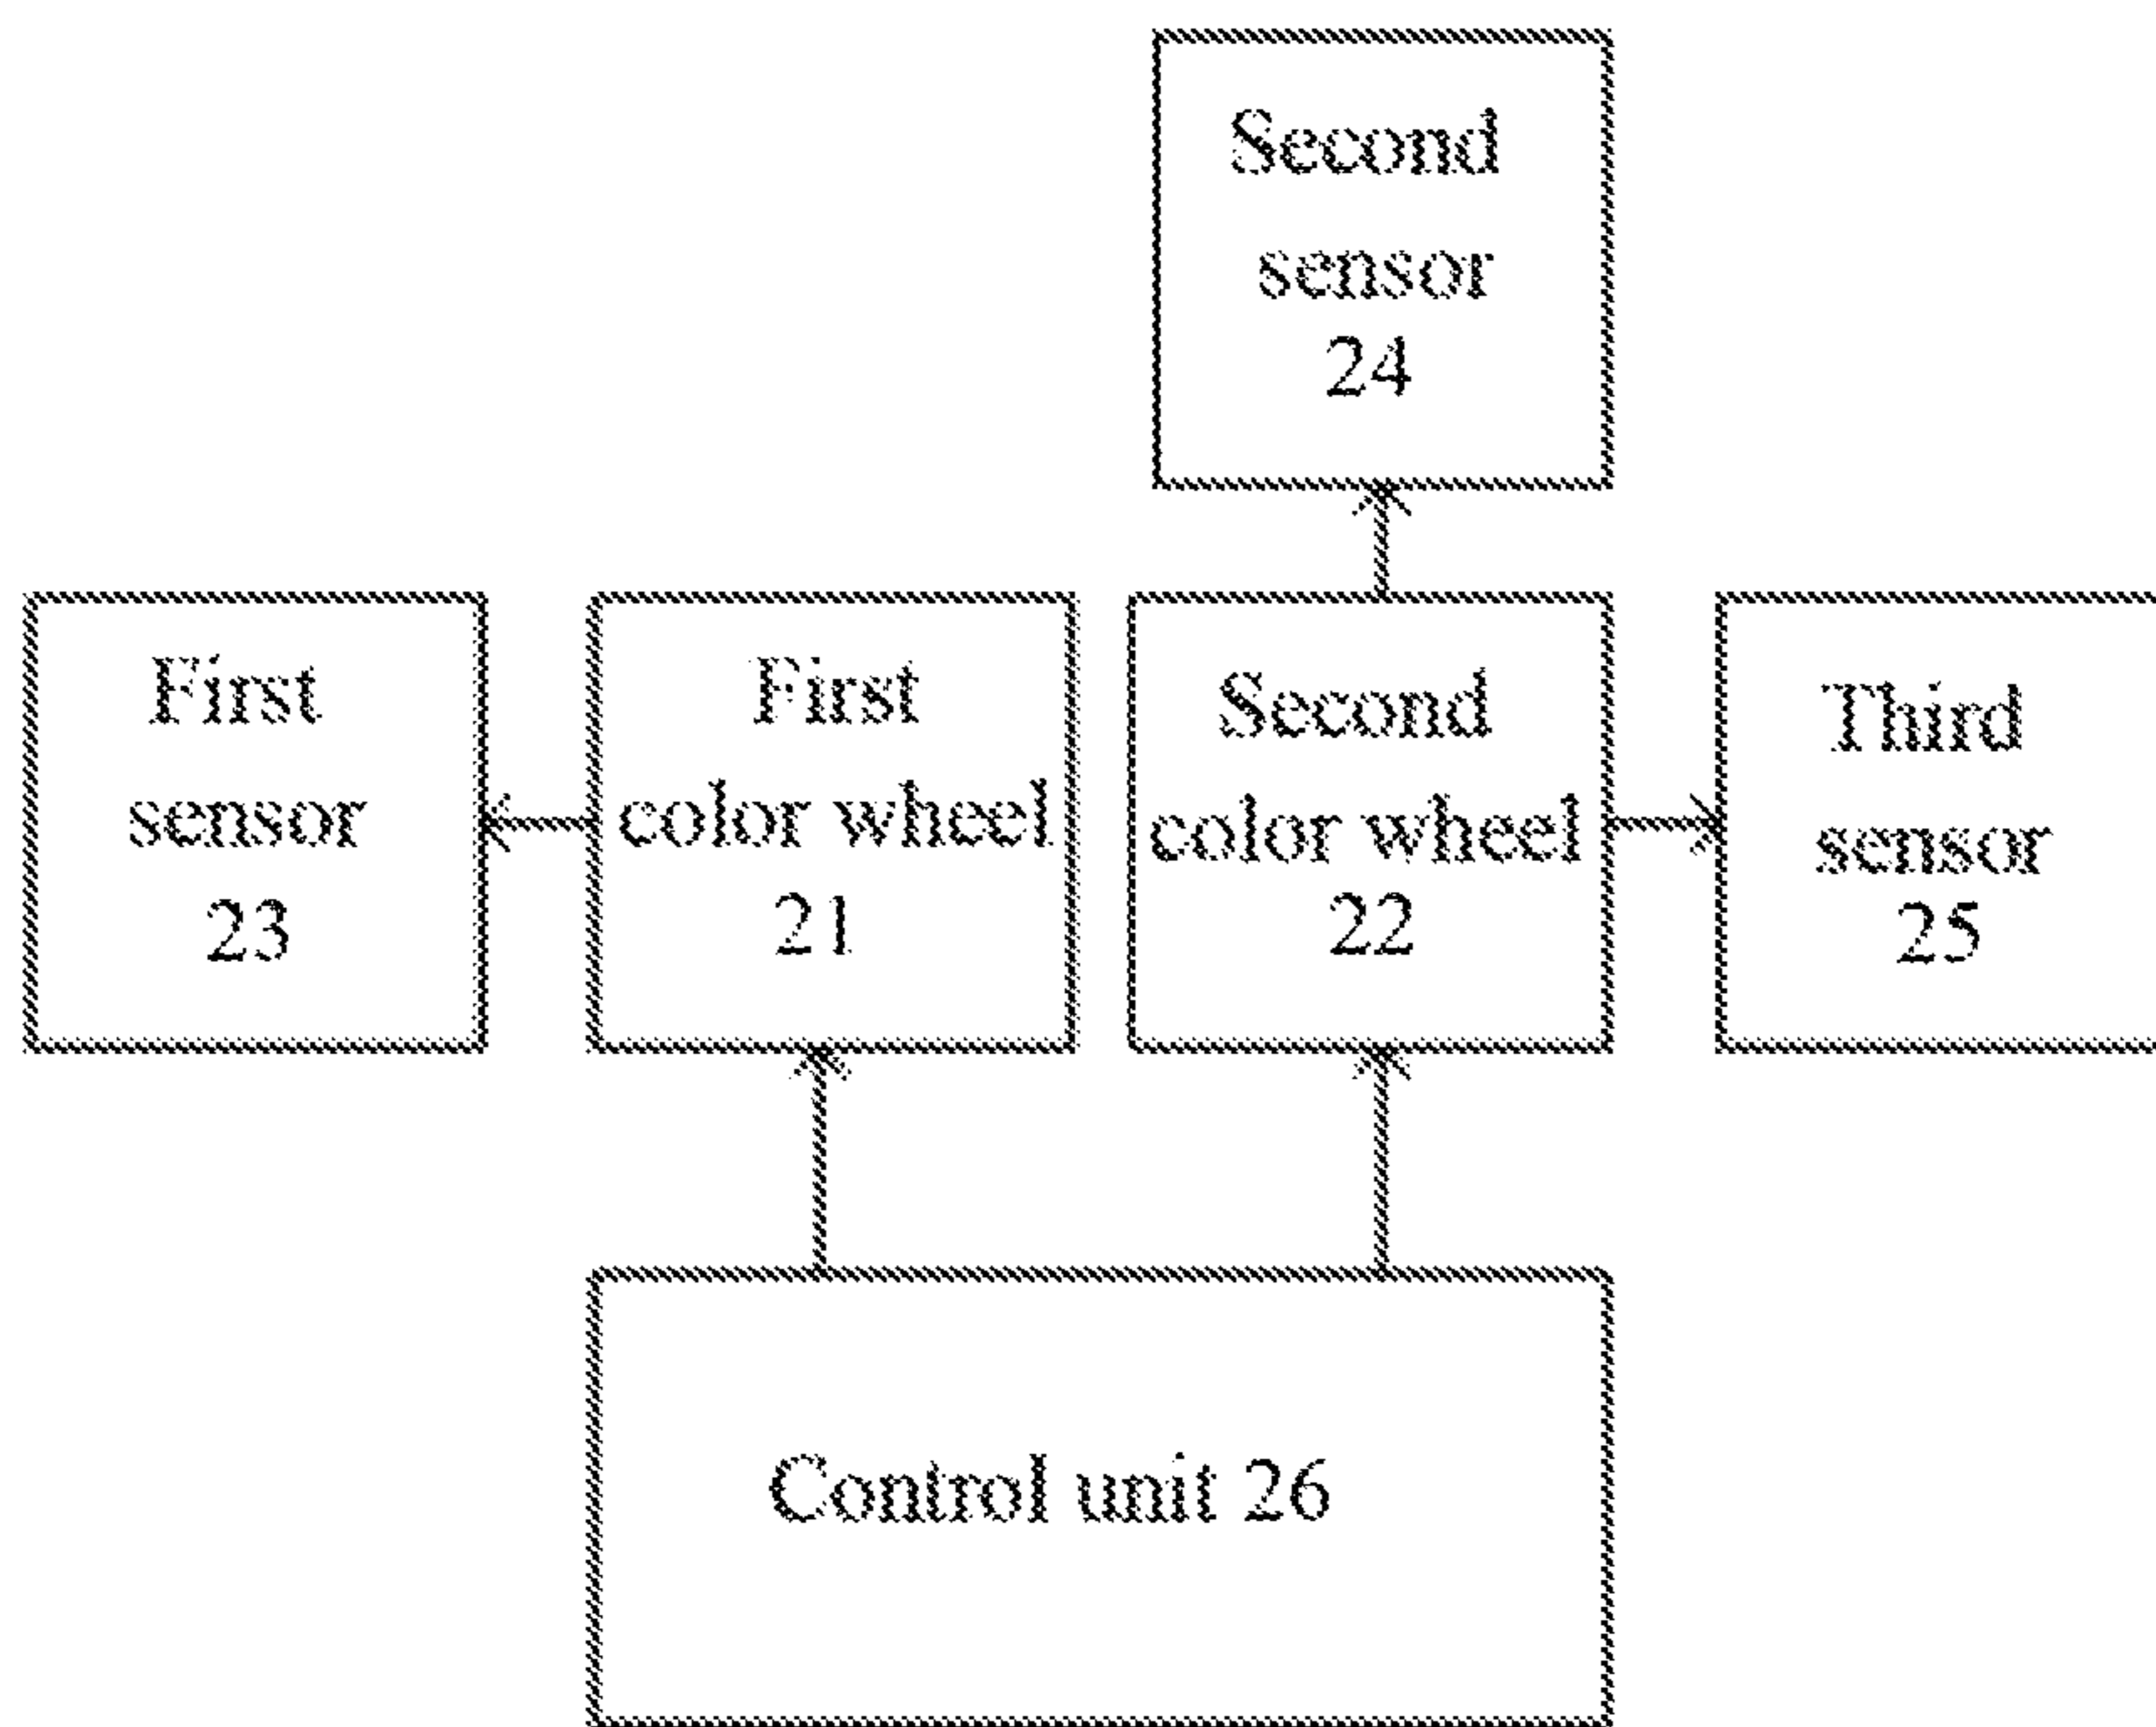 Second
sensor
24
First
sensor
23
First
color wheel
21
Second
color wheel
22
Third
sensor
25
Control unit 26